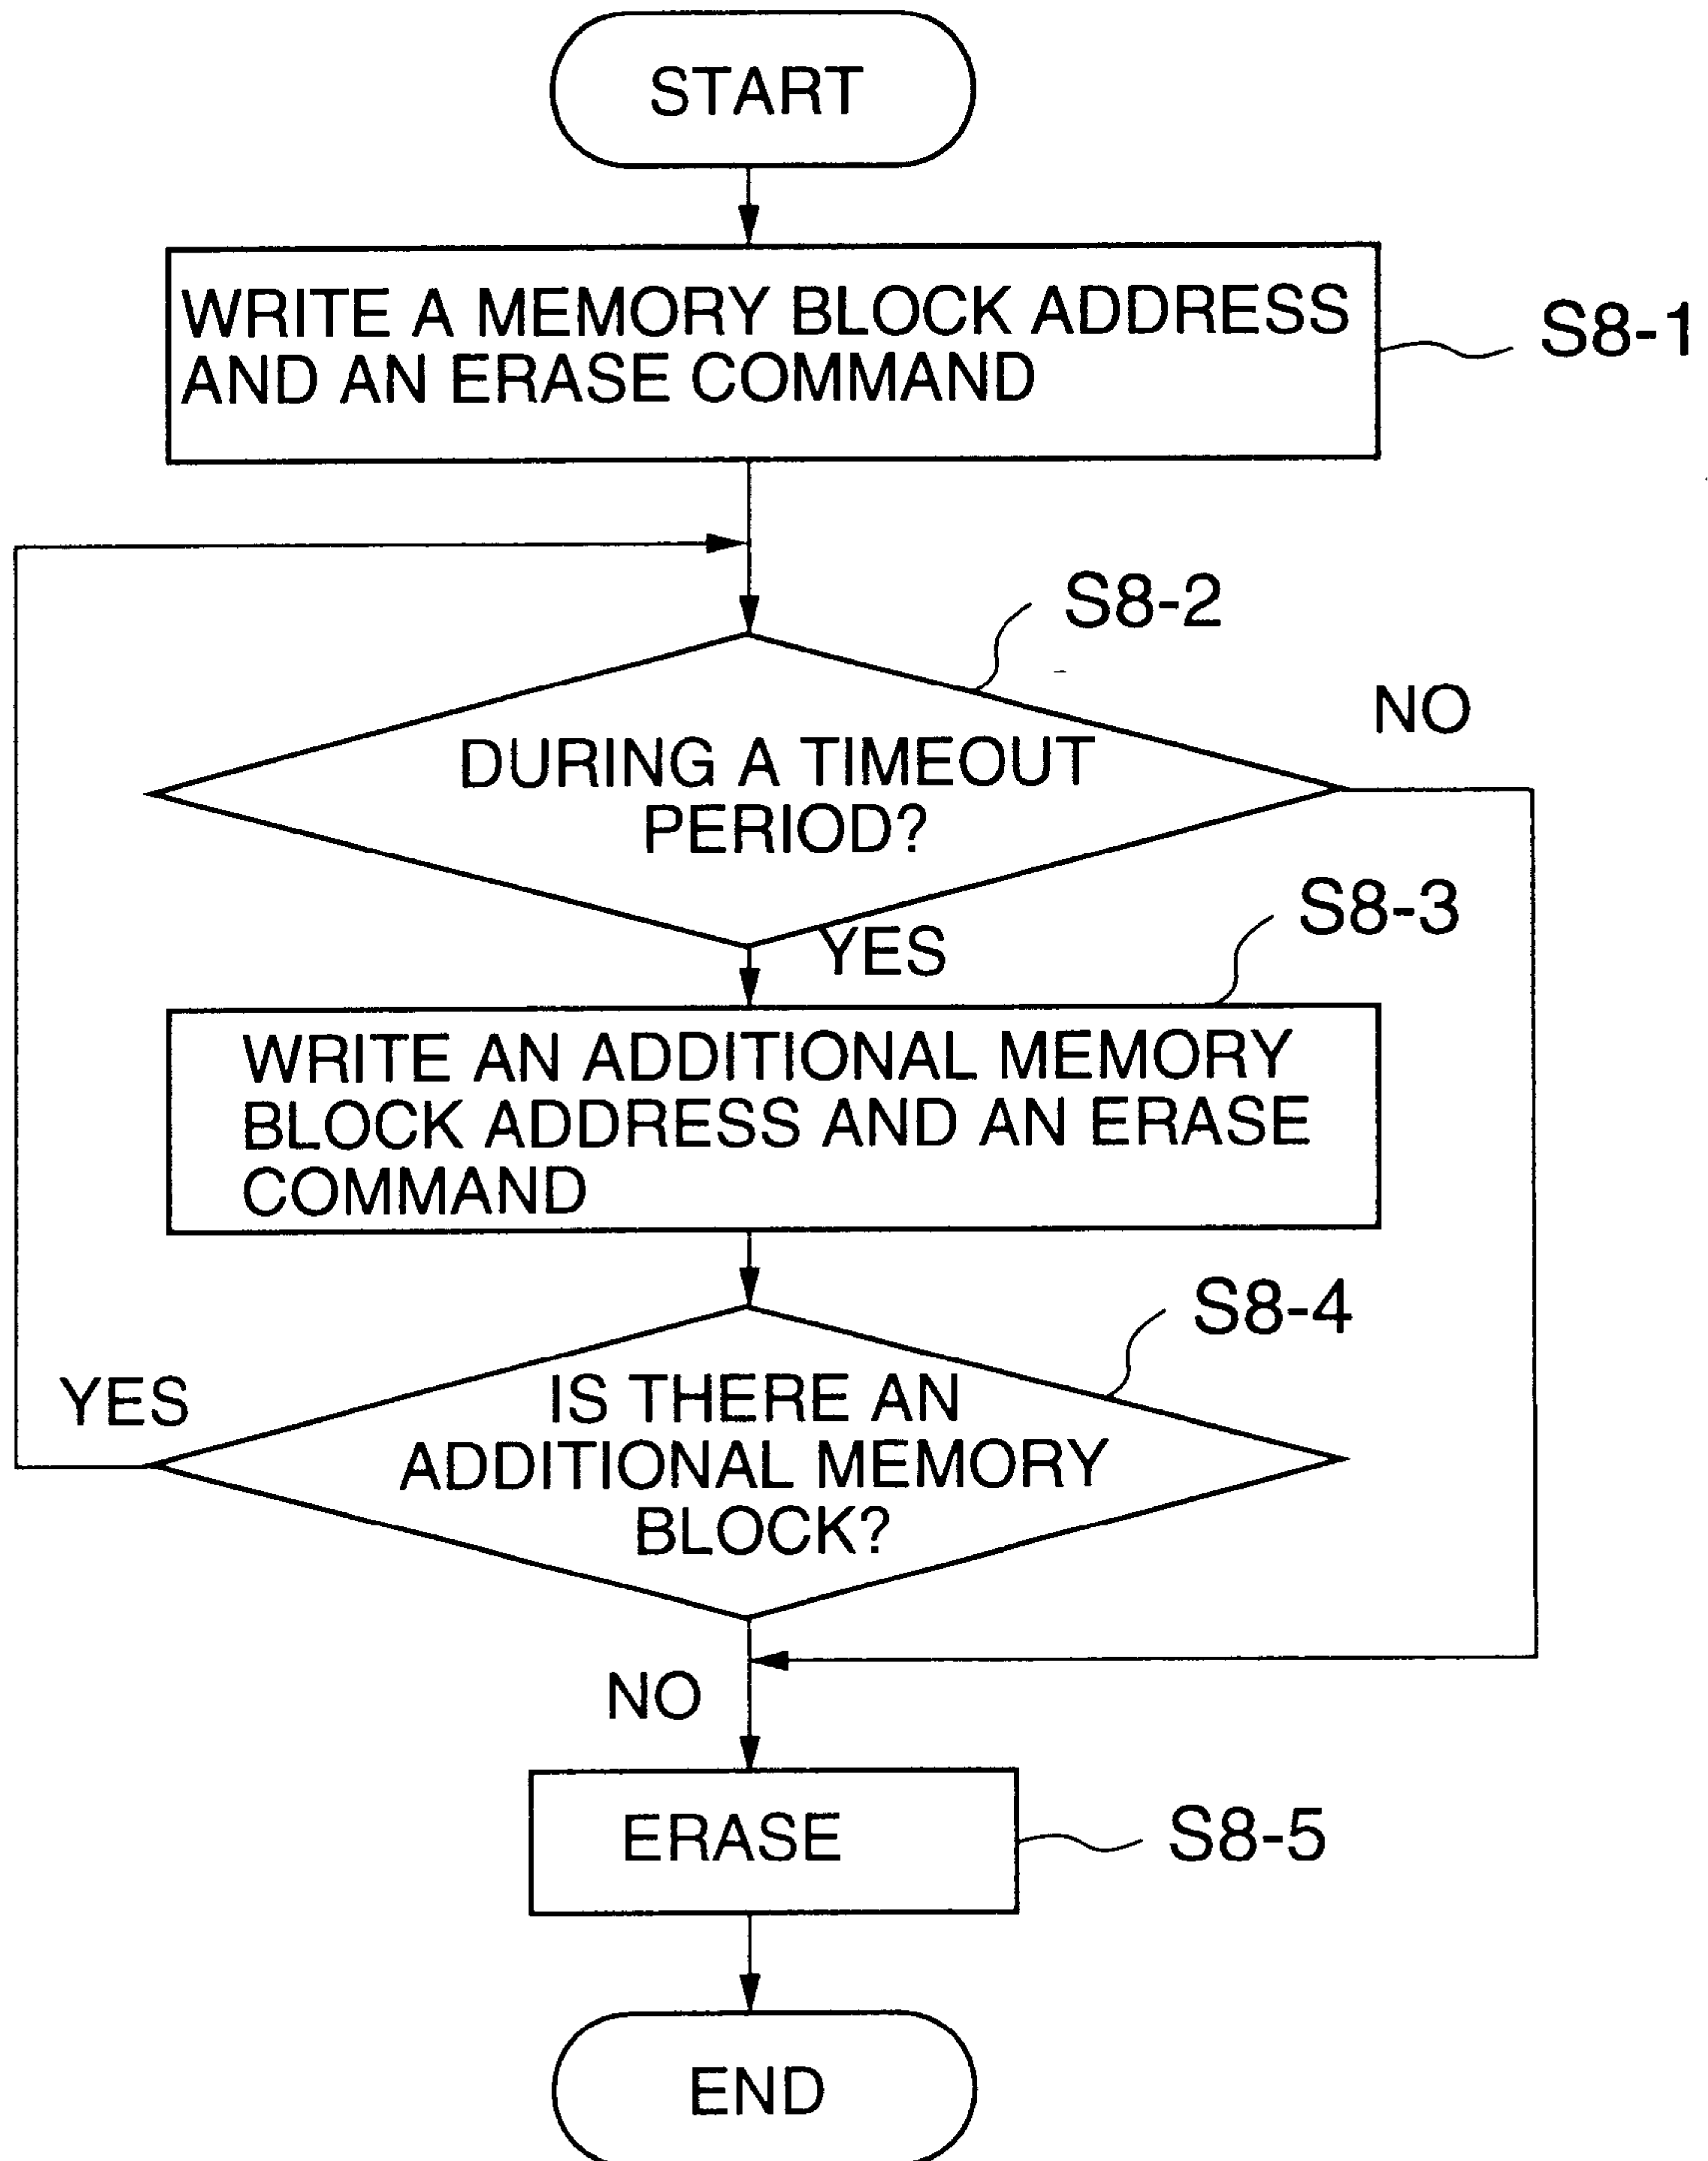 START
WRITE A MEMORY BLOCK ADDRESS
AND AN ERASE COMMAND
S8-1
S8-2
NO
DURING A TIMEOUT
PERIOD?
S8-3
YES
WRITE AN ADDITIONAL MEMORY
BLOCK ADDRESS AND AN ERASE
COMMAND
S8-4
YES
IS THERE AN
ADDITIONAL MEMORY
BLOCK?
NO
ERASE
S8-5
END